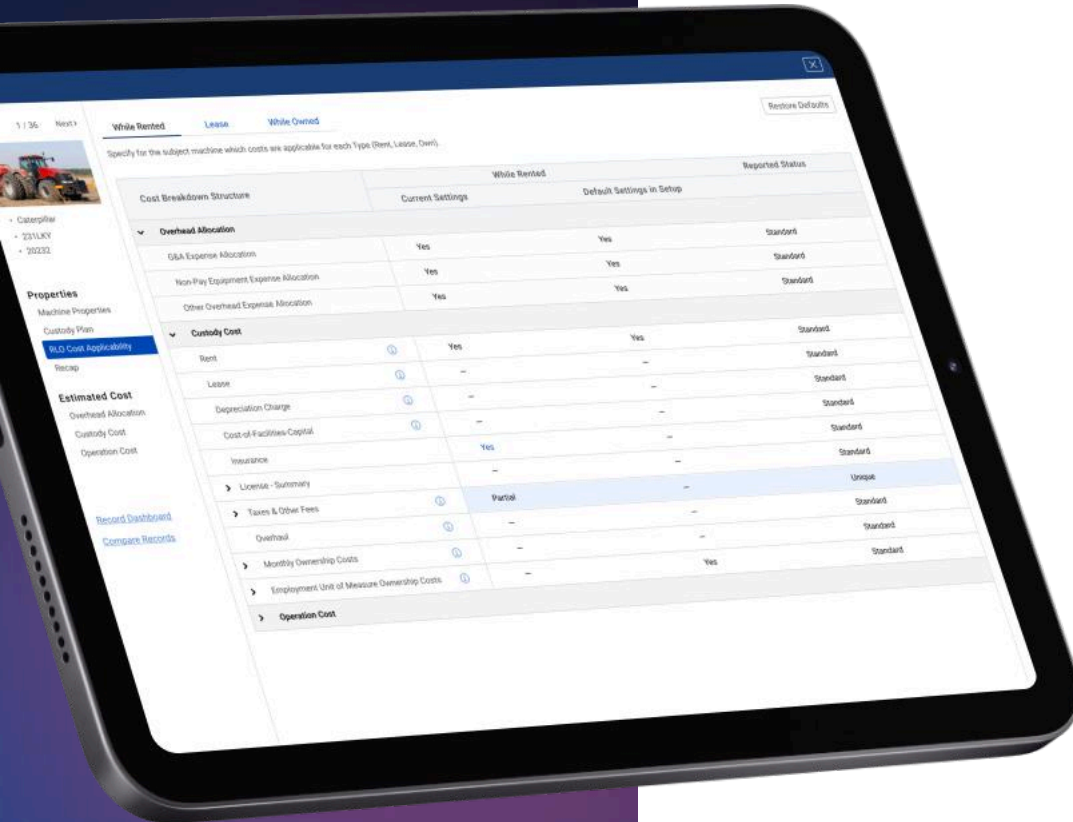 1 / 36 Next ›
• Caterpillar
• 231LKY
• 20232
Properties
Machine Properties
Custody Plan
RLO Cost Applicability
Recap
Estimated Cost
Overhead Allocation
Custody Cost
Operation Cost
Record Dashboard
Compare Records
While Rented Lease While Owned
Restore Defaults
Specify for the subject machine which costs are applicable for each Type (Rent, Lease, Own).
Cost Breakdown Structure While Rented Reported Status
Current Settings Default Settings in Setup
Overhead Allocation
G&A Expense Allocation Yes Yes Standard
Non-Pay Equipment Expense Allocation Yes Yes Standard
Other Overhead Expense Allocation Yes Yes Standard
Custody Cost
Rent Yes Yes Standard
Lease – – Standard
Depreciation Charge – – Standard
Cost-of-Facilities-Capital – – Standard
Insurance Yes – Standard
License - Summary – – Standard
Taxes & Other Fees Partial – Unique
Overhaul – – Standard
Monthly Ownership Costs – – Standard
Employment Unit of Measure Ownership Costs – Yes Standard
Operation Cost